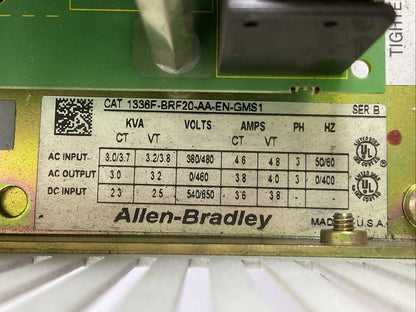 TIGHTE
CAT 1336F-BRF20-AA-EN-GMS1 SER B
KVA VOLTS AMPS PH HZ
CT VT CT VT
AC INPUT 3.0/3.7 3.2/3.8 380/480 4.6 4.8 3 50/60
AC OUTPUT 3.0 3.2 0/460 3.8 4.0 3 0/400
DC INPUT 2.3 2.5 540/650 3.6 3.8
UL
UL
Allen-Bradley MADE U.S.A.